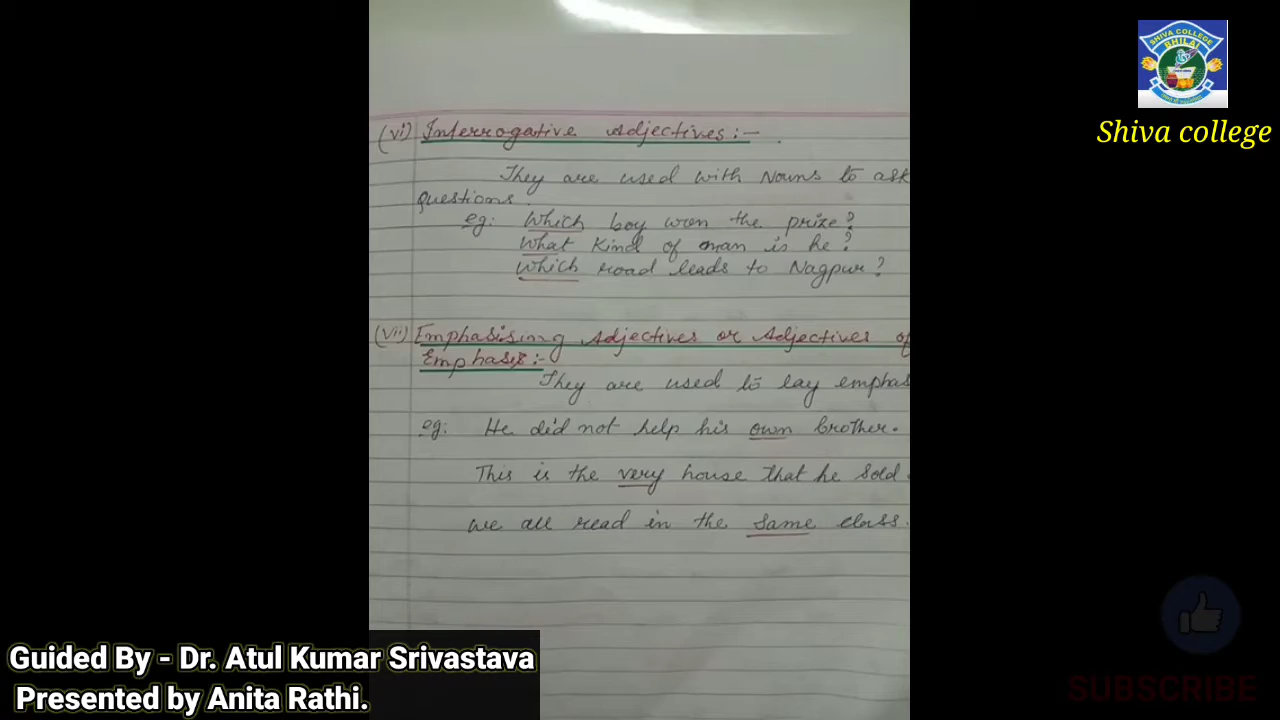 SHIVA COLLEGE
BHILAI
Shiva college
(vi) Interrogative Adjectives :-
They are used with Nouns to ask
questions.
eg: Which boy won the prize?
What kind of man is he?
Which road leads to Nagpur?
(vii) Emphasising Adjectives or Adjectives of
Emphasis :-
They are used to lay emphas
eg: He did not help his own brother.
This is the very house that he sold.
we all read in the same class.
Guided By - Dr. Atul Kumar Srivastava
Presented by Anita Rathi.
SUBSCRIBE